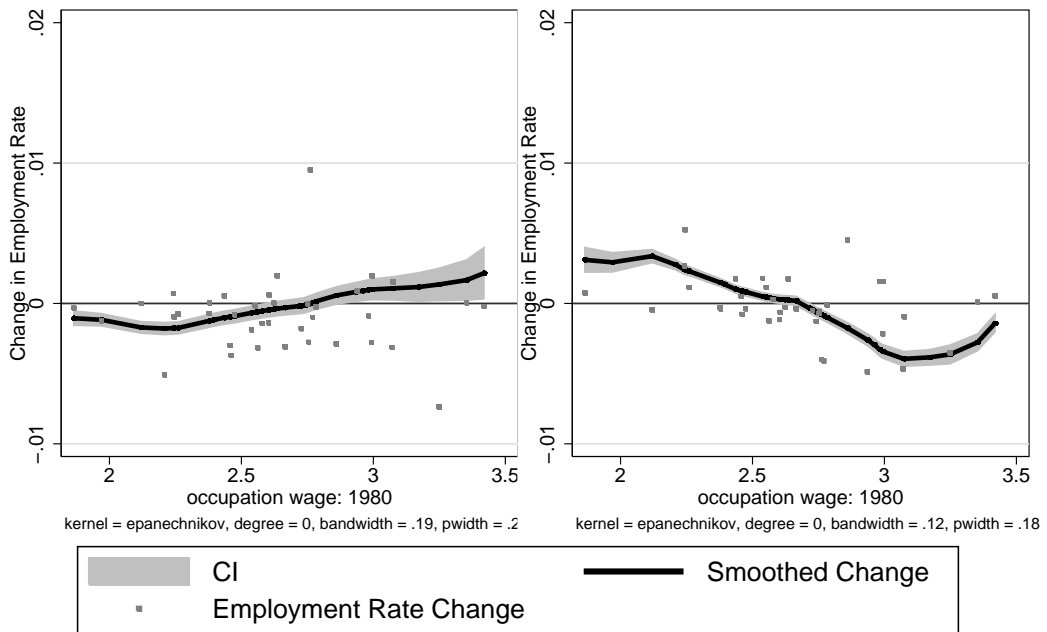 .02
.01
0
-.01
Change in Employment Rate
2
2.5
3
3.5
occupation wage: 1980
kernel = epanechnikov, degree = 0, bandwidth = .19, pwidth = .2
.02
.01
0
-.01
Change in Employment Rate
2
2.5
3
3.5
occupation wage: 1980
kernel = epanechnikov, degree = 0, bandwidth = .12, pwidth = .18
CI
Smoothed Change
Employment Rate Change